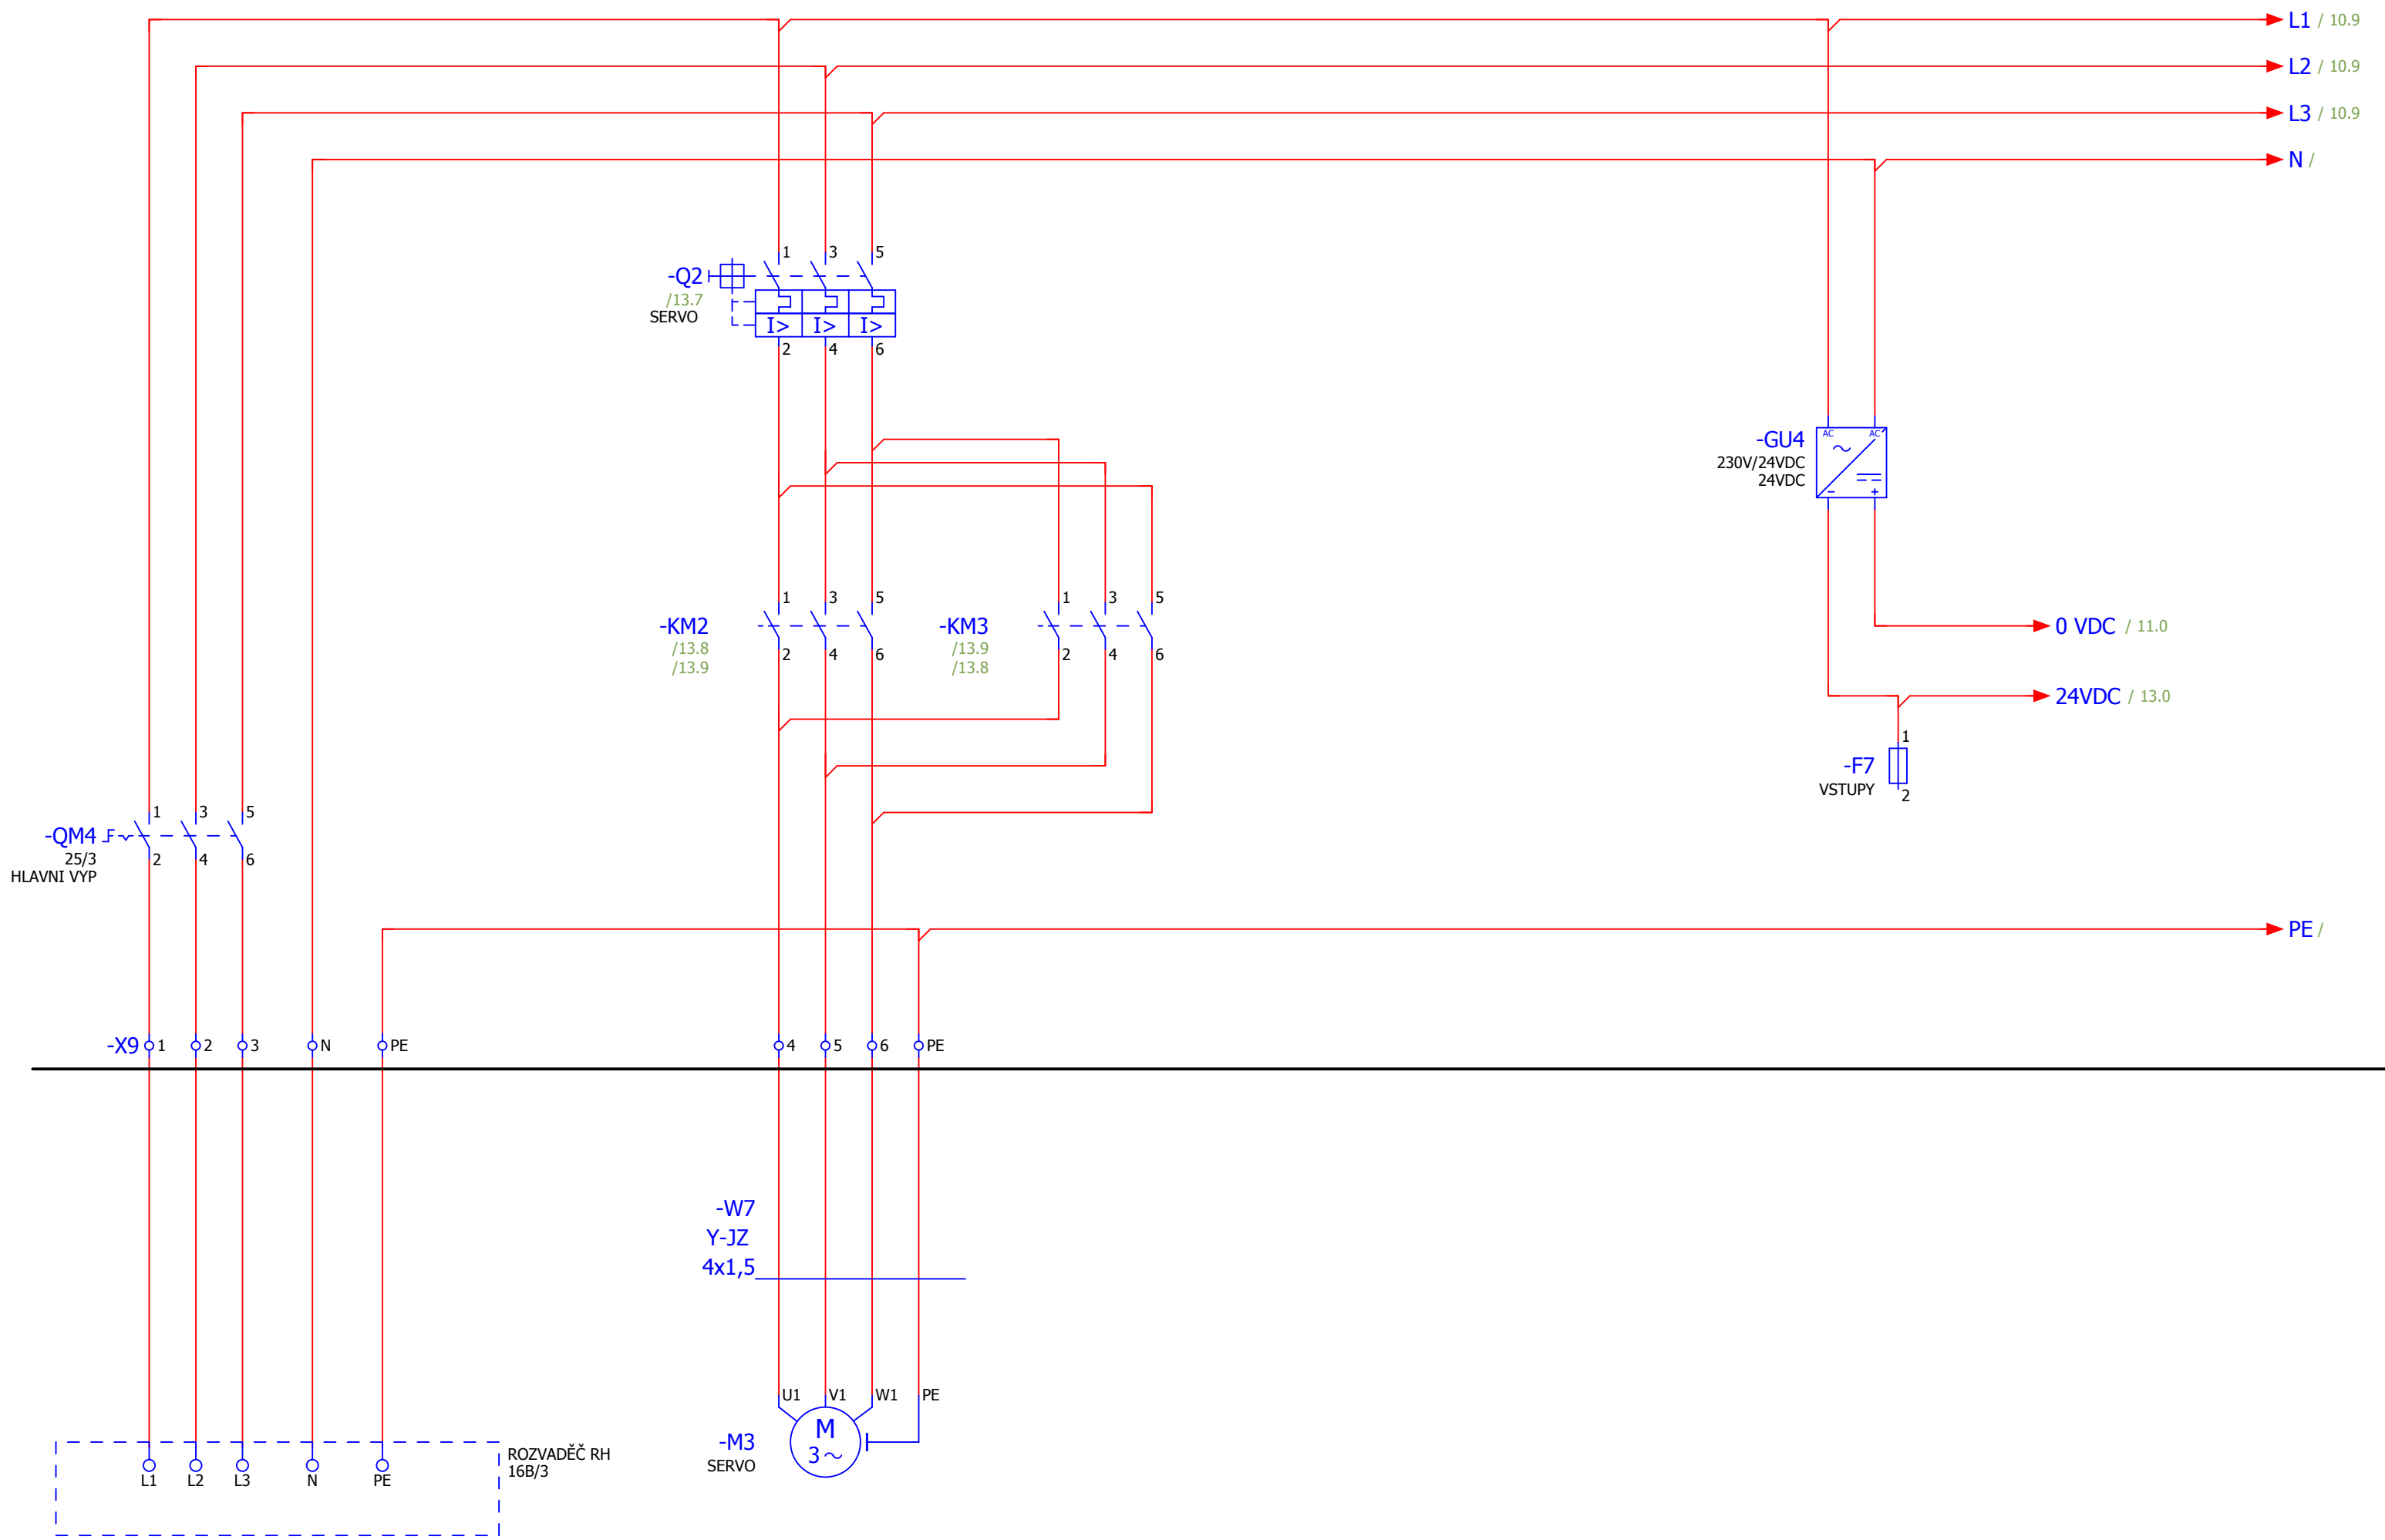 L1 / 10.9
L2 / 10.9
L3 / 10.9
N /
1 3 5
-Q2
/13.7
SERVO
I> I> I>
2 4 6
-GU4
230V/24VDC
24VDC
AC AC
- +
1 3 5
-KM2
/13.8
/13.9
2 4 6
1 3 5
-KM3
/13.9
/13.8
2 4 6
0 VDC / 11.0
24VDC / 13.0
1
-F7
VSTUPY
2
1 3 5
-QM4
25/3
HLAVNI VYP
2 4 6
PE /
-X9 1 2 3 N PE 4 5 6 PE
-W7
Y-JZ
4x1,5
U1 V1 W1 PE
-M3
SERVO
M
3~
ROZVADĚČ RH
16B/3
L1 L2 L3 N PE